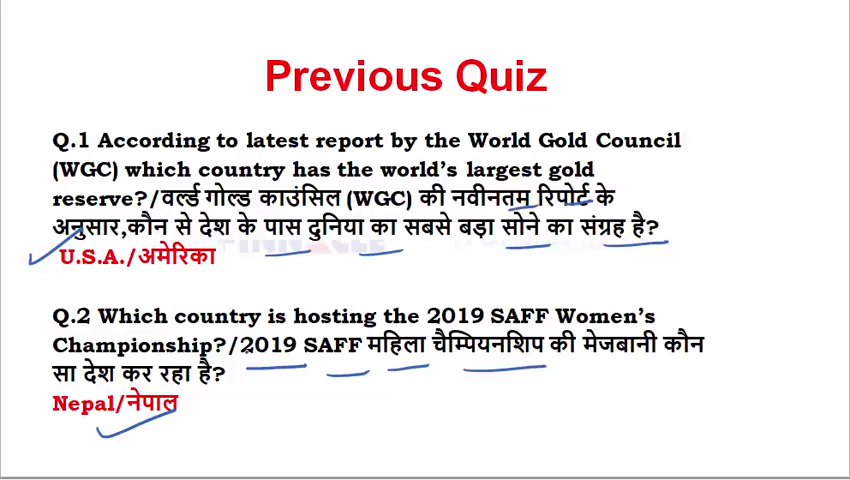 Previous Quiz
Q.1 According to latest report by the World Gold Council
(WGC) which country has the world's largest gold
reserve?/वर्ल्ड गोल्ड काउंसिल (WGC) की नवीनतम रिपोर्ट के
अनुसार,कौन से देश के पास दुनिया का सबसे बड़ा सोने का संग्रह है?
U.S.A./अमेरिका
Q.2 Which country is hosting the 2019 SAFF Women's
Championship?/2019 SAFF महिला चैम्पियनशिप की मेजबानी कौन
सा देश कर रहा है?
Nepal/नेपाल